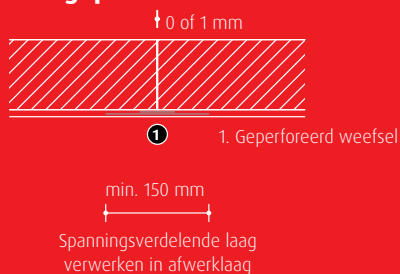 0 of 1 mm
1
1. Geperforeerd weefsel
min. 150 mm
Spanningsverdelende laag
verwerken in afwerklaag